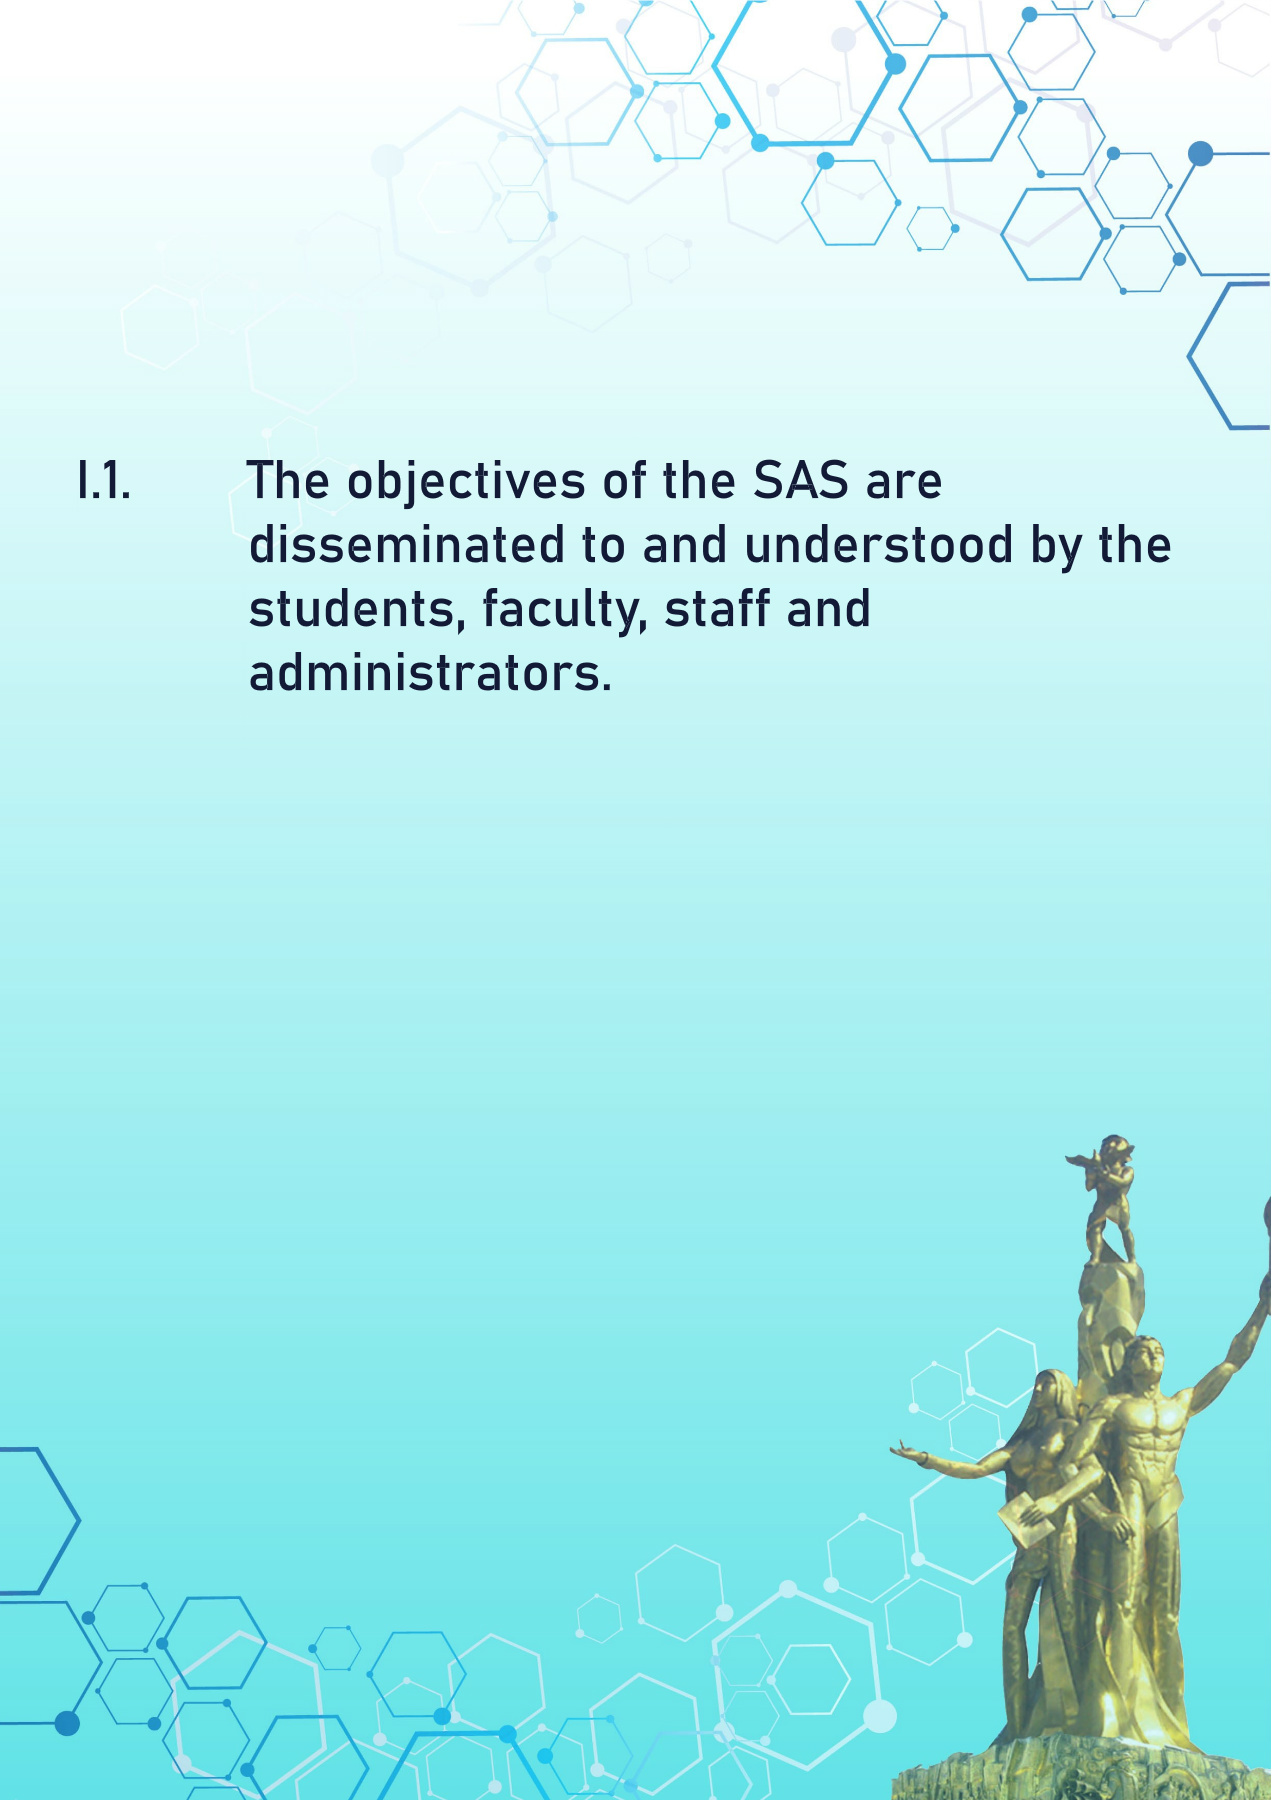 I.1. The objectives of the SAS are
disseminated to and understood by the
students, faculty, staff and
administrators.